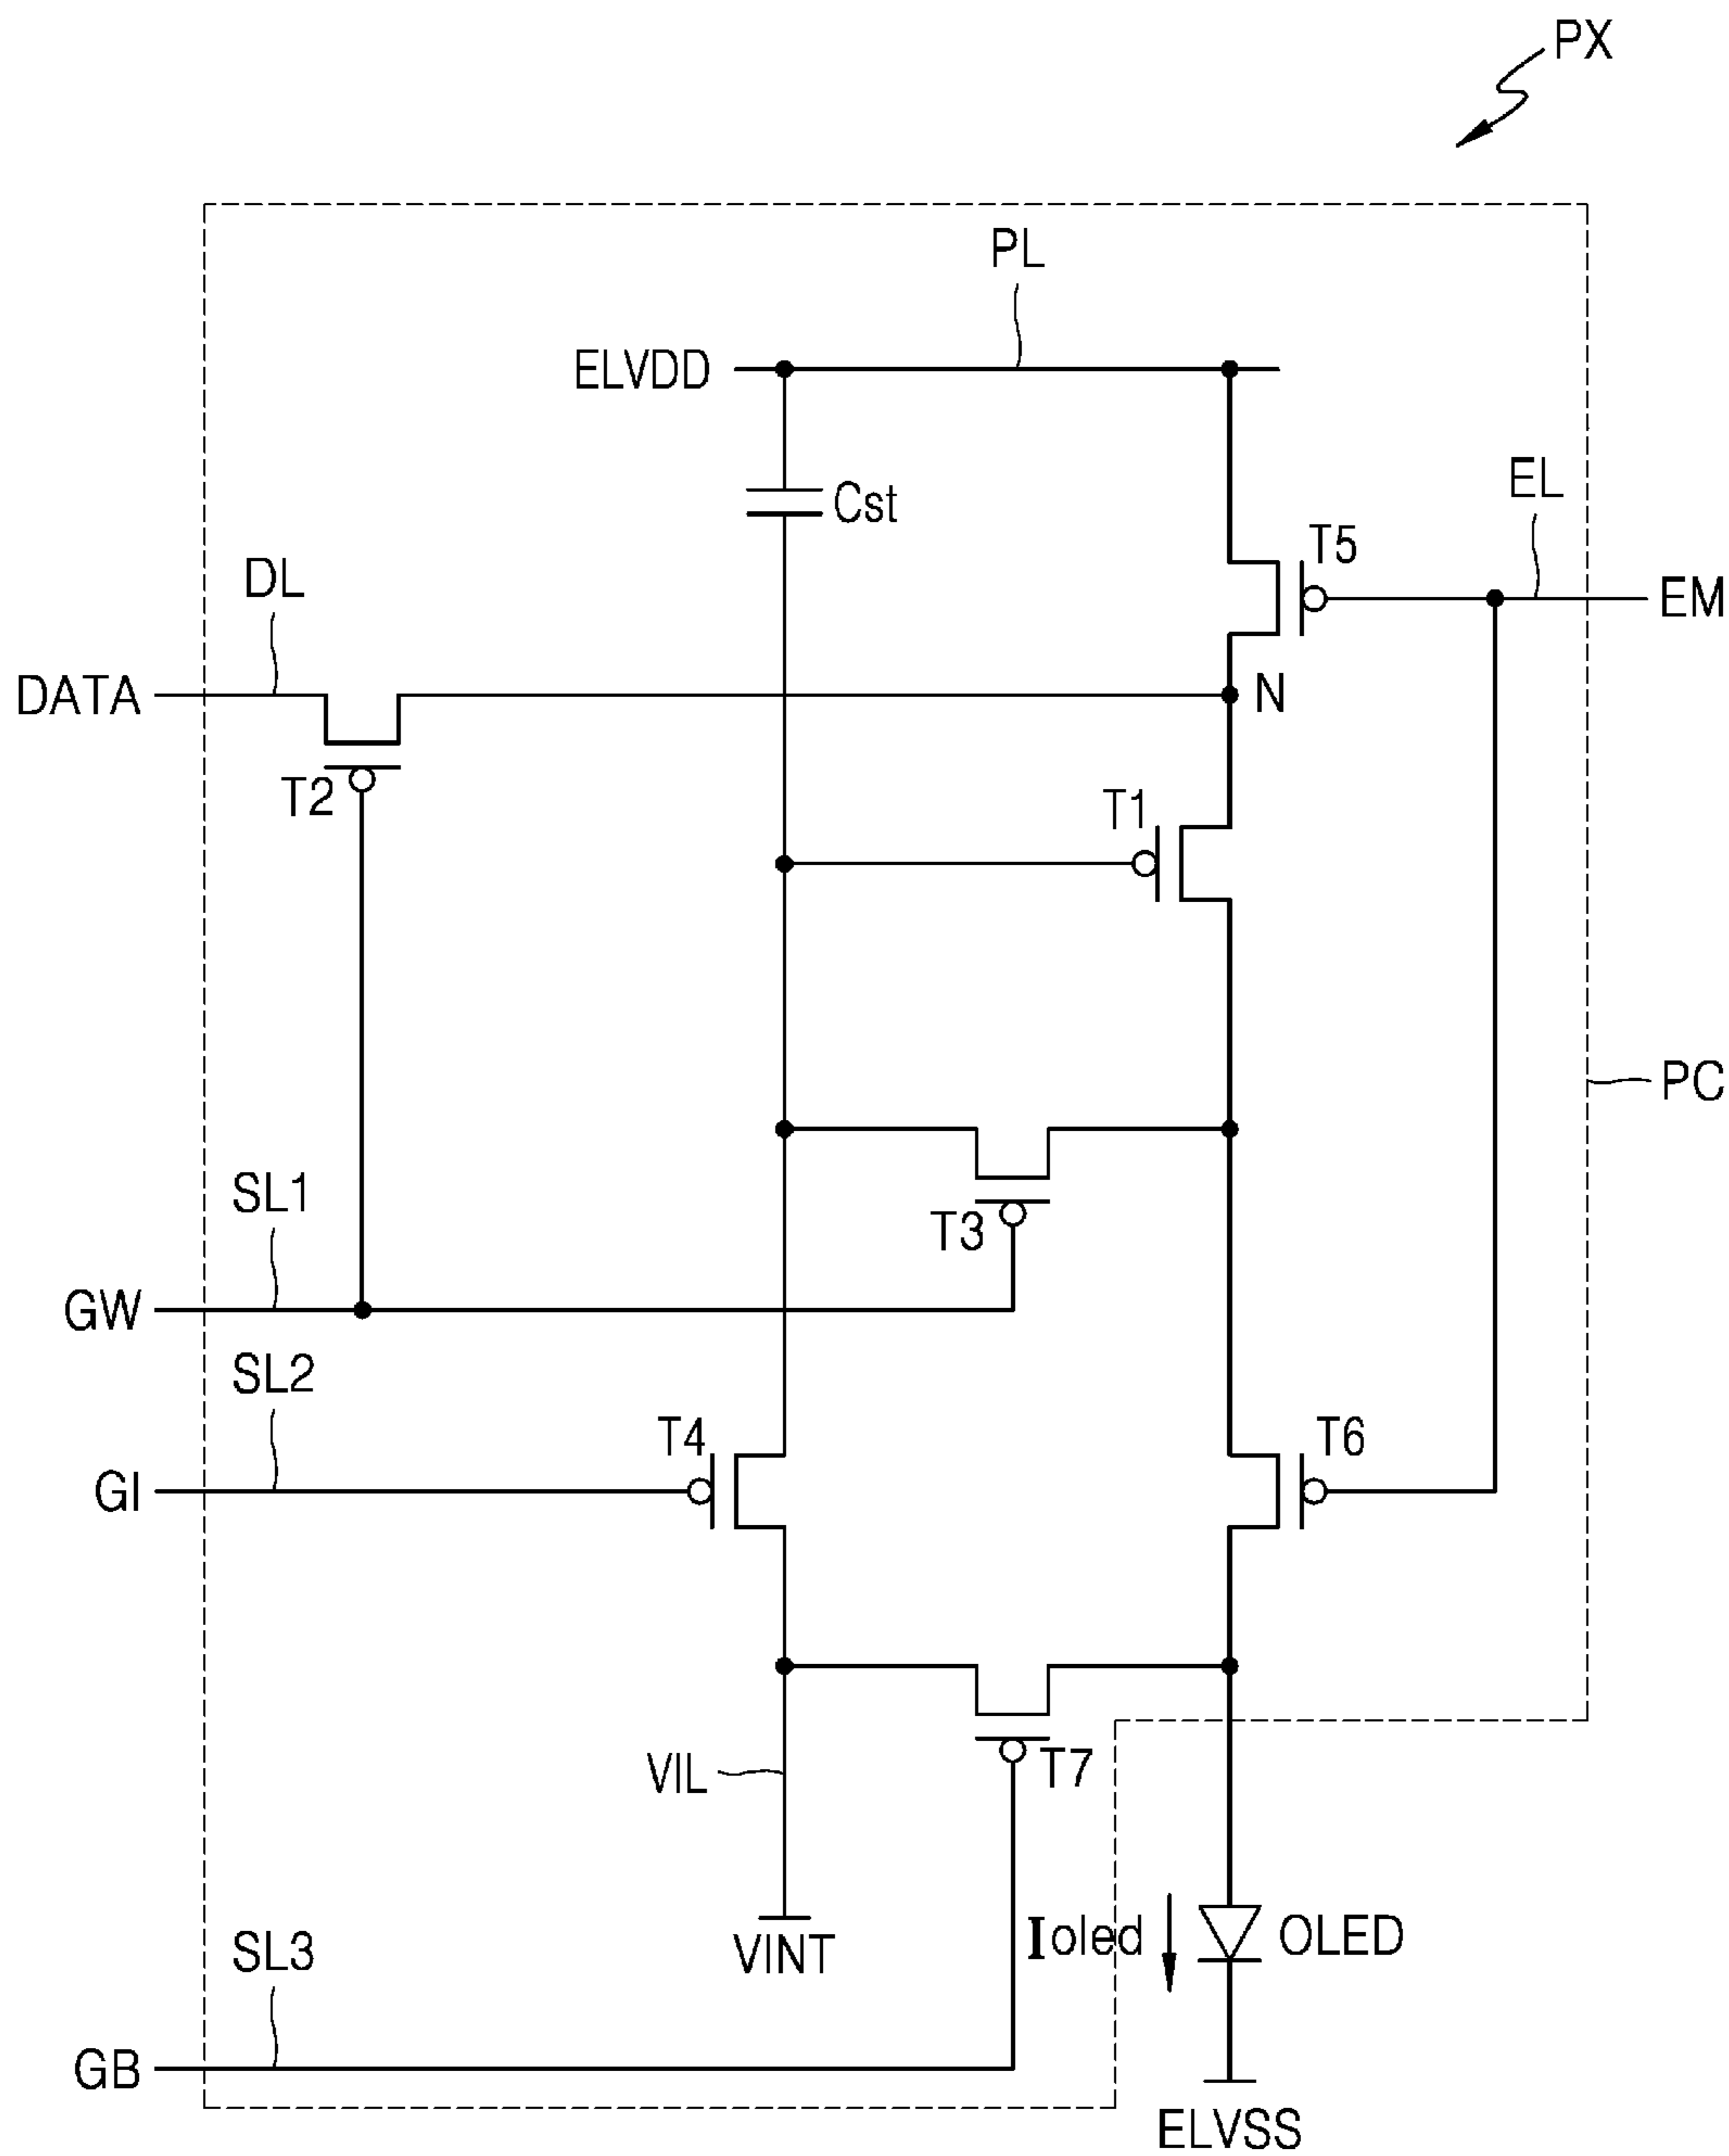 PX
PL
ELVDD
Cst
EL
T5
DL
EM
DATA
N
T2
T1
PC
SL1
T3
GW
SL2
T4
T6
GI
VIL
T7
SL3
VINT
Ioled
OLED
GB
ELVSS